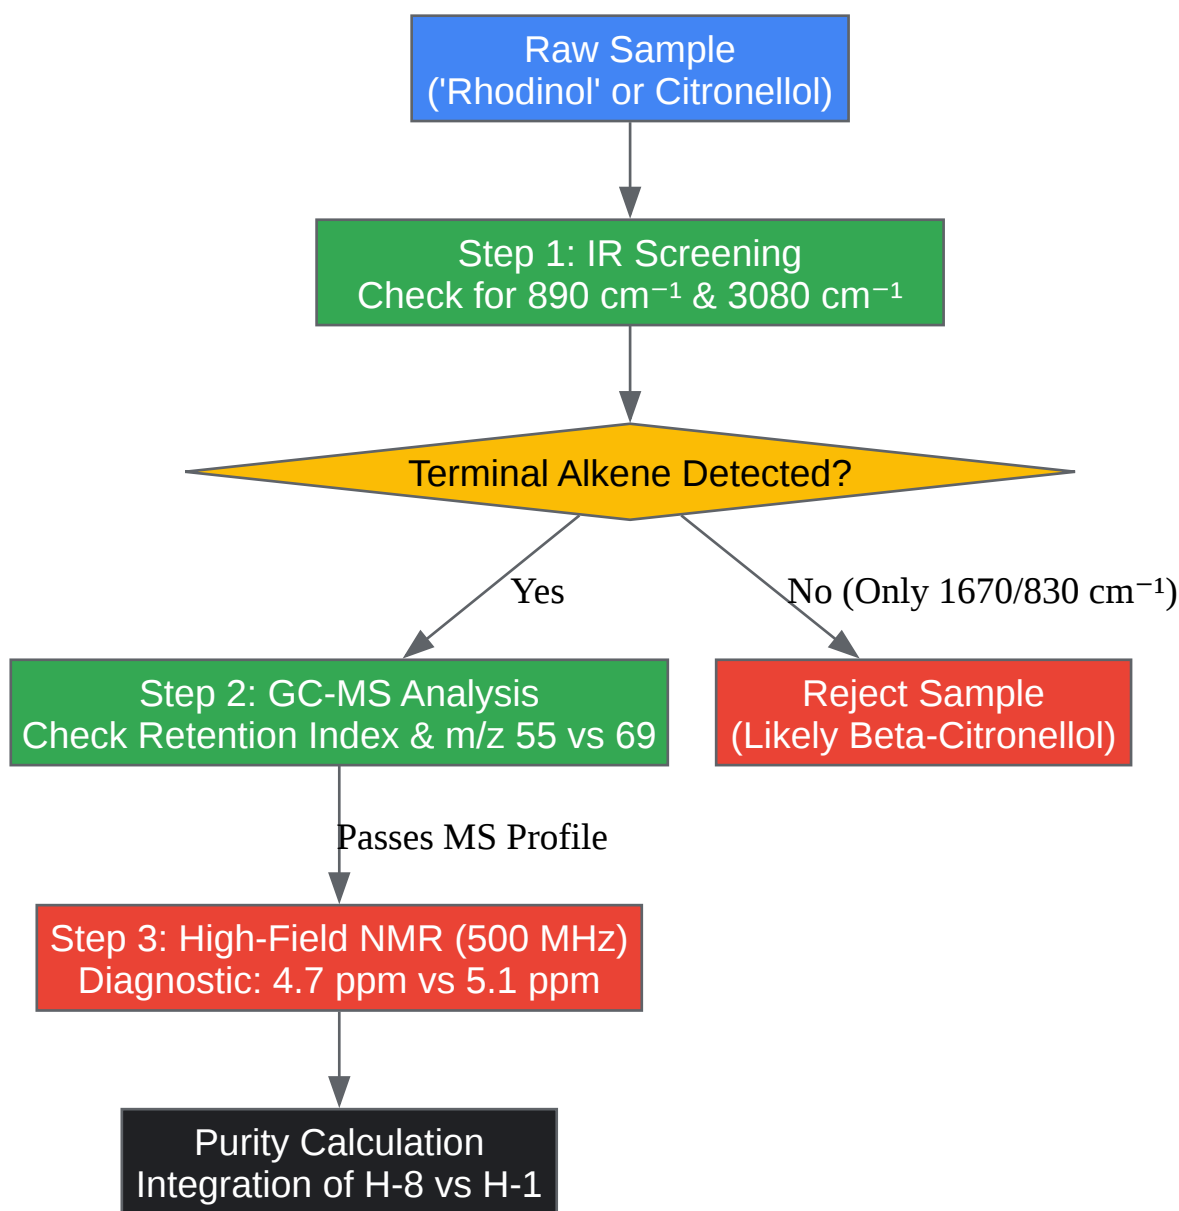 Raw Sample
('Rhodinol' or Citronellol)
Step 1: IR Screening
Check for 890 cm⁻¹ & 3080 cm⁻¹
Terminal Alkene Detected?
Yes
No (Only 1670/830 cm⁻¹)
Step 2: GC-MS Analysis
Check Retention Index & m/z 55 vs 69
Reject Sample
(Likely Beta-Citronellol)
Passes MS Profile
Step 3: High-Field NMR (500 MHz)
Diagnostic: 4.7 ppm vs 5.1 ppm
Purity Calculation
Integration of H-8 vs H-1